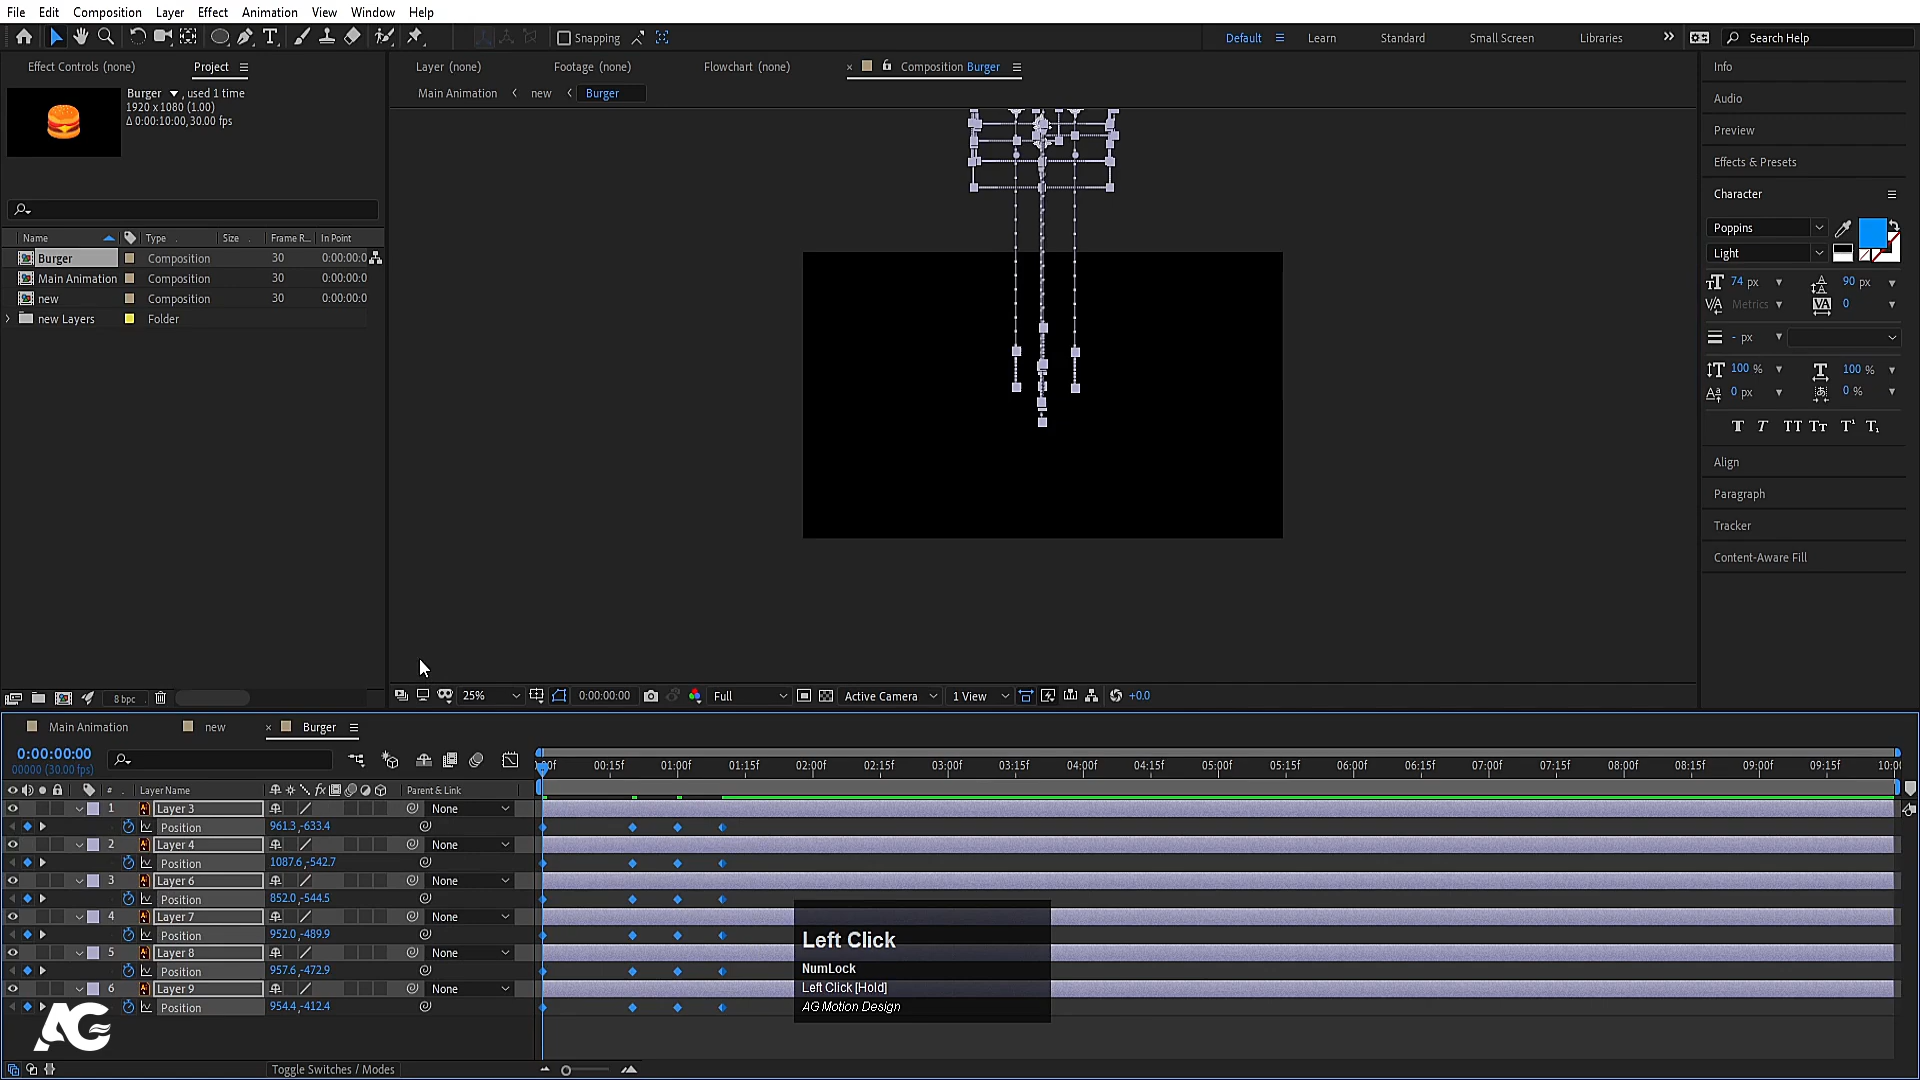 File Edit Composition Layer Effect Animation View Window Help
Snapping Default Learn Standard Small Screen Libraries Search Help
Effect Controls (none) Project
Layer (none) Footage (none) Flowchart (none) Composition Burger
Info
Main Animation new Burger
Burger , used 1 time
1920 x 1080 (1.00)
Δ 0:00:10:00, 30.00 fps
Audio
Preview
Effects & Presets
Character
Poppins
Light
74 px 90 px
Metrics 0
- px
100 % 100 %
0 px 0 %
T T TT Tt T¹ T₁
Align
Paragraph
Tracker
Content-Aware Fill
Name Type Size Frame R... In Point
Burger Composition 30 0:00:00:0
Main Animation Composition 30 0:00:00:0
new Composition 30 0:00:00:0
new Layers Folder
8 bpc
25% 0:00:00:00 Full Active Camera 1 View +0.0
Main Animation new Burger
0:00:00:00
00000 (30.00 fps)
00:15f 01:00f 01:15f 02:00f 02:15f 03:00f 03:15f 04:00f 04:15f 05:00f 05:15f 06:00f 06:15f 07:00f 07:15f 08:00f 08:15f 09:00f 09:15f 10:00
# Layer Name Parent & Link
1 Layer 3 None
Position 961.3,-633.4
2 Layer 4 None
Position 1087.6,-542.7
3 Layer 6 None
Position 852.0,-544.5
4 Layer 7 None
Position 952.0,-489.9
5 Layer 8 None
Position 957.6,-472.9
6 Layer 9 None
Position 954.4,-412.4
Left Click
NumLock
Left Click [Hold]
AG Motion Design
AG
Toggle Switches / Modes